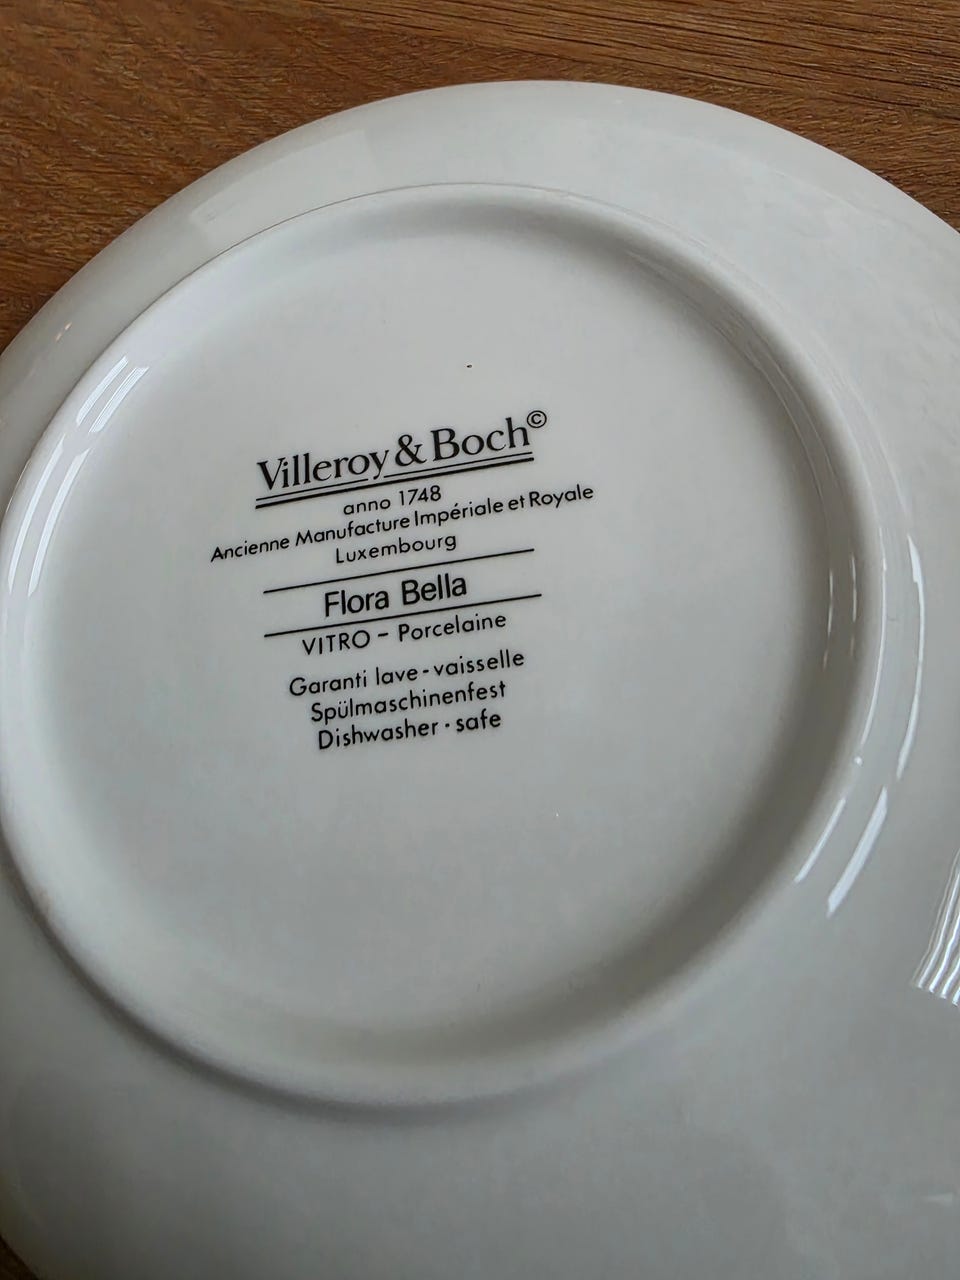 Villeroy & Boch©
anno 1748
Ancienne Manufacture Impériale et Royale
Luxembourg
Flora Bella
VITRO - Porcelaine
Garanti lave-vaisselle
Spülmaschinenfest
Dishwasher · safe